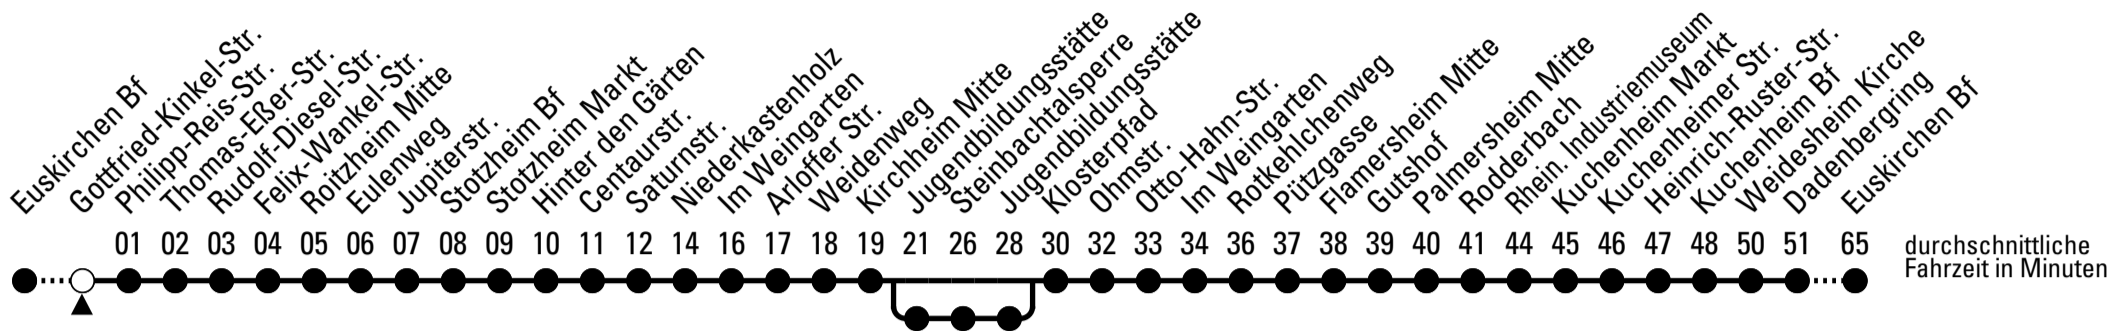 Euskirchen Bf
Gottfried-Kinkel-Str.
Philipp-Reis-Str.
Thomas-Eßer-Str.
Rudolf-Diesel-Str.
Felix-Wankel-Str.
Roitzheim Mitte
Eulenweg
Jupiterstr.
Stotzheim Bf
Stotzheim Markt
Hinter den Gärten
Centaurstr.
Saturnstr.
Niederkastenholz
Im Weingarten
Arloffer Str.
Weidenweg
Kirchheim Mitte
Jugendbildungsstätte
Steinbachtalsperre
Jugendbildungsstätte
Klosterpfad
Ohmstr.
Otto-Hahn-Str.
Im Weingarten
Rotkehlchenweg
Pützgasse
Flamersheim Mitte
Gutshof
Palmersheim Mitte
Rodderbach
Rhein. Industriemuseum
Kuchenheim Markt
Kuchenheimer Str.
Heinrich-Ruster-Str.
Kuchenheim Bf
Weidesheim Kirche
Dadenbergring
Euskirchen Bf
01 02 03 04 05 06 07 08 09 10 11 12 14 16 17 18 19 21 26 28 30 32 33 34 36 37 38 39 40 41 44 45 46 47 48 50 51 65
durchschnittliche
Fahrzeit in Minuten